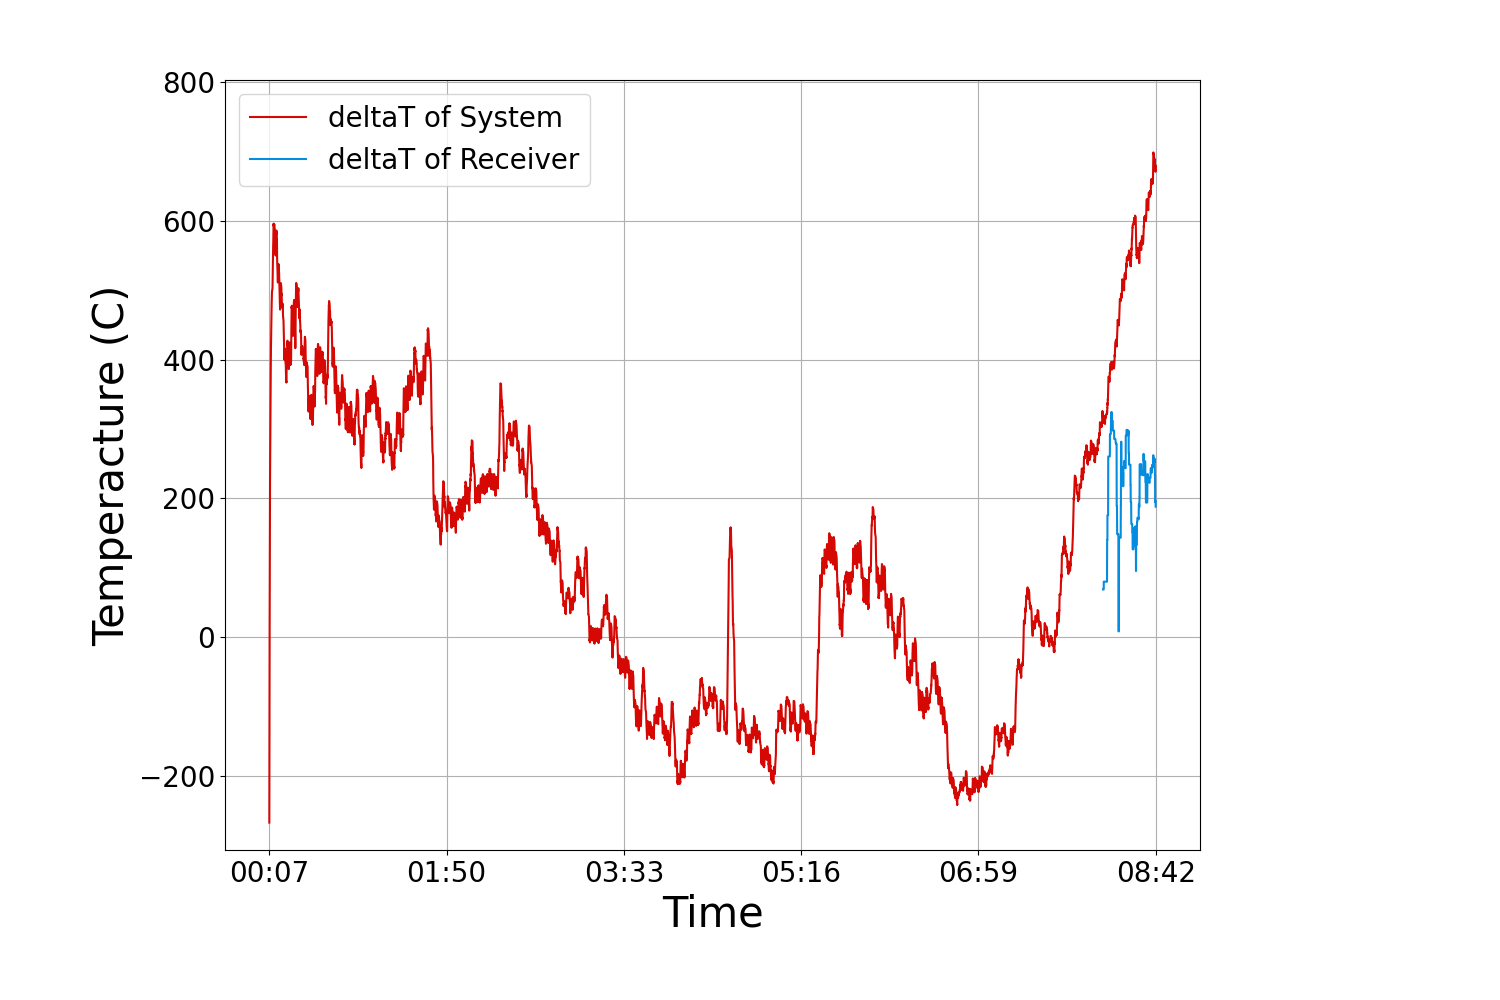 800
600
400
200
0
−200
Temperacture (C)
deltaT of System
deltaT of Receiver
00:07 01:50 03:33 05:16 06:59 08:42
Time